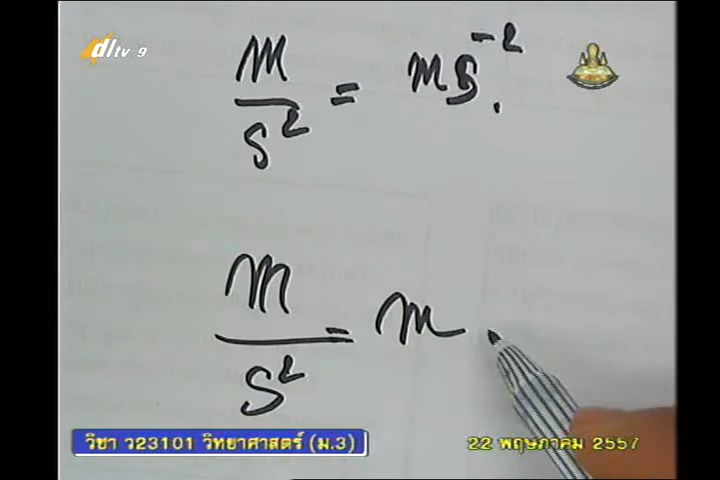 dltv 9
m/s² = ms⁻².
m/s² = m
วิชา ว23101 วิทยาศาสตร์ (ม.3)
22 พฤษภาคม 2557